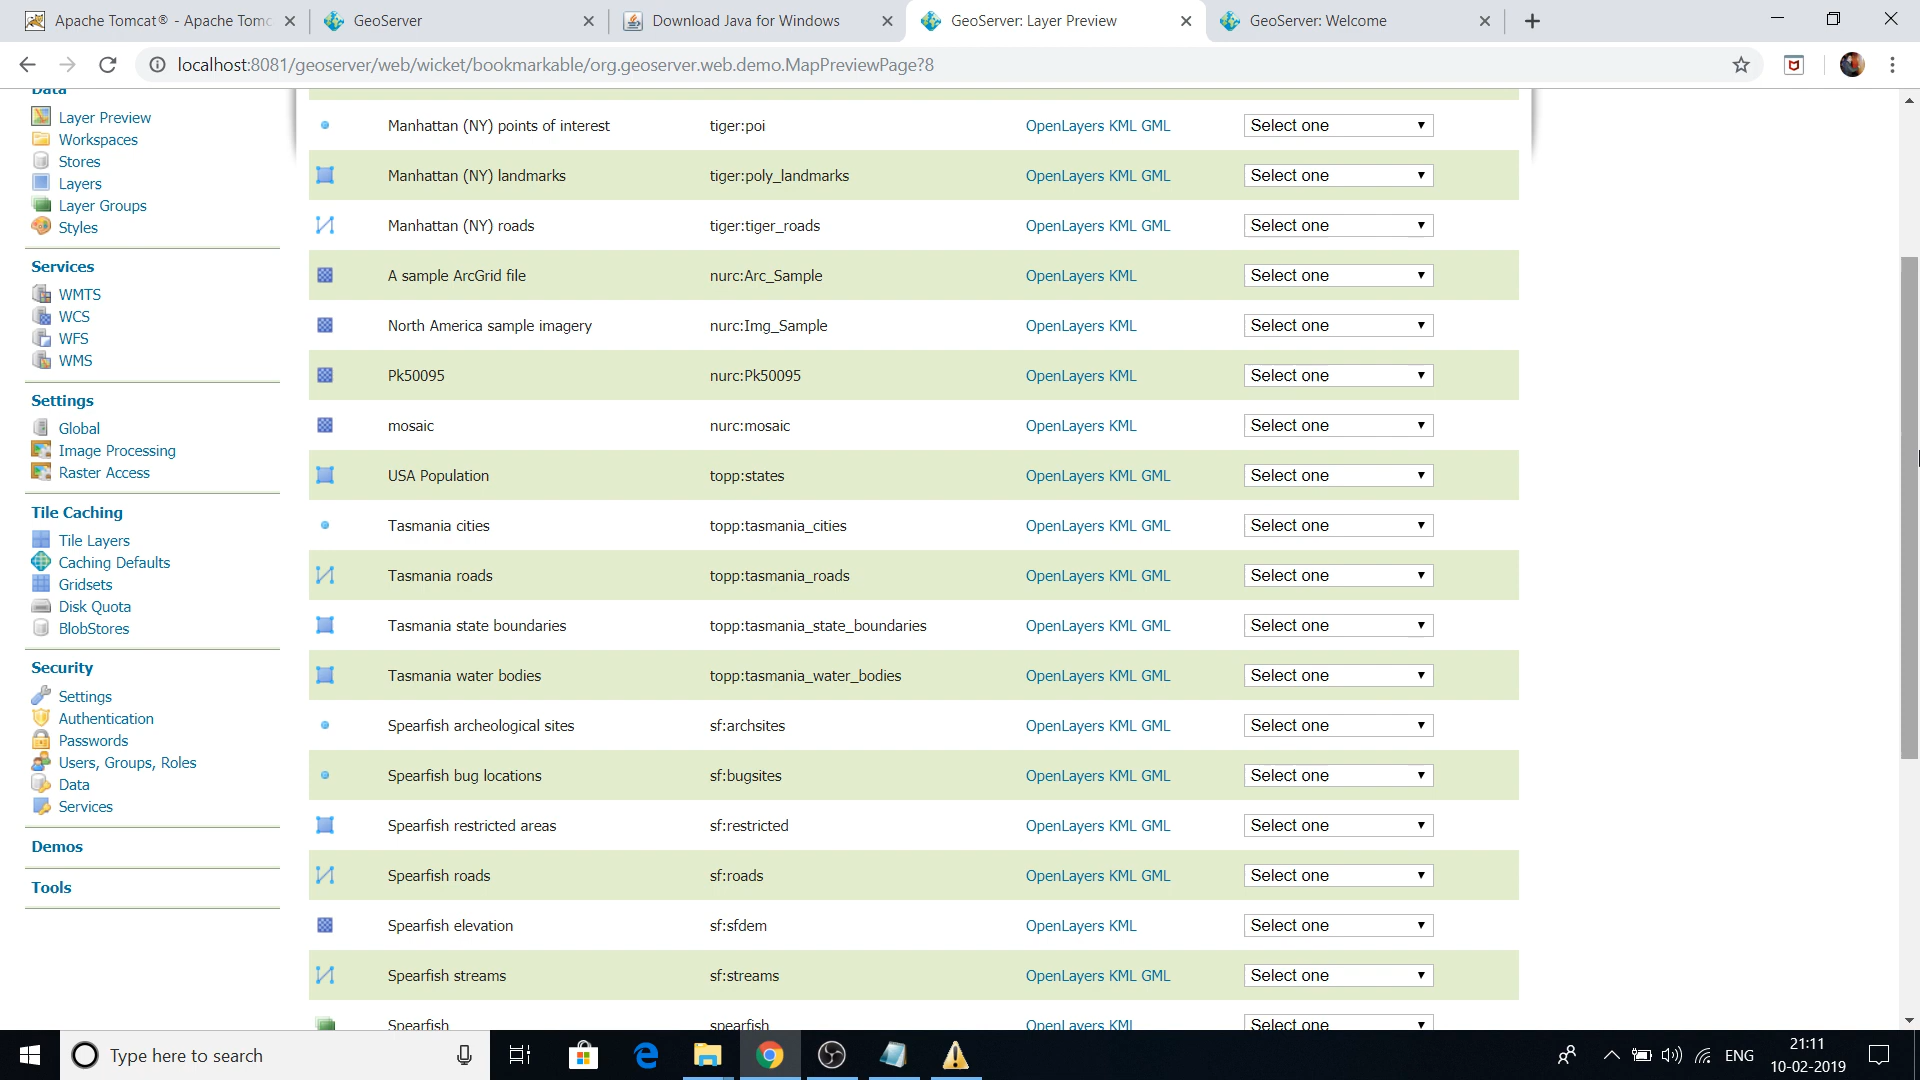 Apache Tomcat® - Apache Tomc
GeoServer
Download Java for Windows
GeoServer: Layer Preview
GeoServer: Welcome
localhost:8081/geoserver/web/wicket/bookmarkable/org.geoserver.web.demo.MapPreviewPage?8
Data
Layer Preview
Workspaces
Stores
Layers
Layer Groups
Styles
Services
WMTS
WCS
WFS
WMS
Settings
Global
Image Processing
Raster Access
Tile Caching
Tile Layers
Caching Defaults
Gridsets
Disk Quota
BlobStores
Security
Settings
Authentication
Passwords
Users, Groups, Roles
Data
Services
Demos
Tools
Manhattan (NY) points of interest tiger:poi OpenLayers KML GML Select one
Manhattan (NY) landmarks tiger:poly_landmarks OpenLayers KML GML Select one
Manhattan (NY) roads tiger:tiger_roads OpenLayers KML GML Select one
A sample ArcGrid file nurc:Arc_Sample OpenLayers KML Select one
North America sample imagery nurc:Img_Sample OpenLayers KML Select one
Pk50095 nurc:Pk50095 OpenLayers KML Select one
mosaic nurc:mosaic OpenLayers KML Select one
USA Population topp:states OpenLayers KML GML Select one
Tasmania cities topp:tasmania_cities OpenLayers KML GML Select one
Tasmania roads topp:tasmania_roads OpenLayers KML GML Select one
Tasmania state boundaries topp:tasmania_state_boundaries OpenLayers KML GML Select one
Tasmania water bodies topp:tasmania_water_bodies OpenLayers KML GML Select one
Spearfish archeological sites sf:archsites OpenLayers KML GML Select one
Spearfish bug locations sf:bugsites OpenLayers KML GML Select one
Spearfish restricted areas sf:restricted OpenLayers KML GML Select one
Spearfish roads sf:roads OpenLayers KML GML Select one
Spearfish elevation sf:sfdem OpenLayers KML Select one
Spearfish streams sf:streams OpenLayers KML GML Select one
Spearfish spearfish OpenLayers KML Select one
Type here to search
ENG
21:11
10-02-2019